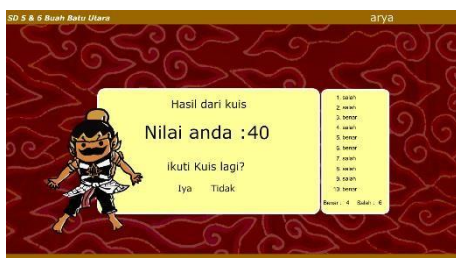 SD 5 & 6 Buah Batu Utara
arya
Hasil dari kuis
Nilai anda :40
ikuti Kuis lagi?
Iya Tidak
1. salah
2. salah
3. benar
4. salah
5. benar
6. benar
7. salah
8. salah
9. salah
10. benar
Benar : 4 Salah : 6